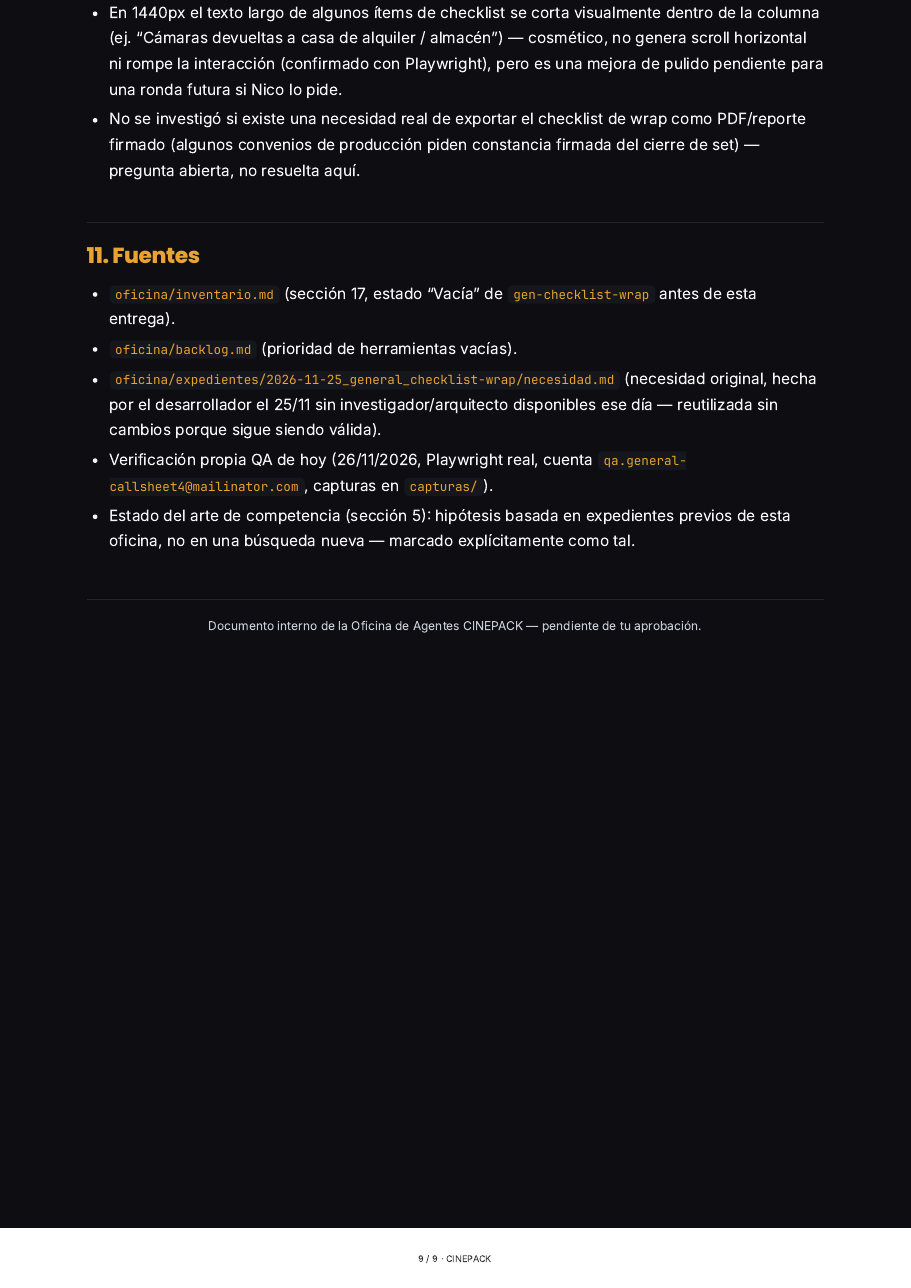 • En 1440px el texto largo de algunos ítems de checklist se corta visualmente dentro de la columna
(ej. “Cámaras devueltas a casa de alquiler / almacén”) — cosmético, no genera scroll horizontal
ni rompe la interacción (confirmado con Playwright), pero es una mejora de pulido pendiente para
una ronda futura si Nico lo pide.
• No se investigó si existe una necesidad real de exportar el checklist de wrap como PDF/reporte
firmado (algunos convenios de producción piden constancia firmada del cierre de set) —
pregunta abierta, no resuelta aquí.
11. Fuentes
• oficina/inventario.md (sección 17, estado “Vacía” de gen-checklist-wrap antes de esta
entrega).
• oficina/backlog.md (prioridad de herramientas vacías).
• oficina/expedientes/2026-11-25_general_checklist-wrap/necesidad.md (necesidad original, hecha
por el desarrollador el 25/11 sin investigador/arquitecto disponibles ese día — reutilizada sin
cambios porque sigue siendo válida).
• Verificación propia QA de hoy (26/11/2026, Playwright real, cuenta qa.general-
callsheet4@mailinator.com , capturas en capturas/ ).
• Estado del arte de competencia (sección 5): hipótesis basada en expedientes previos de esta
oficina, no en una búsqueda nueva — marcado explícitamente como tal.
Documento interno de la Oficina de Agentes CINEPACK — pendiente de tu aprobación.
9 / 9 · CINEPACK